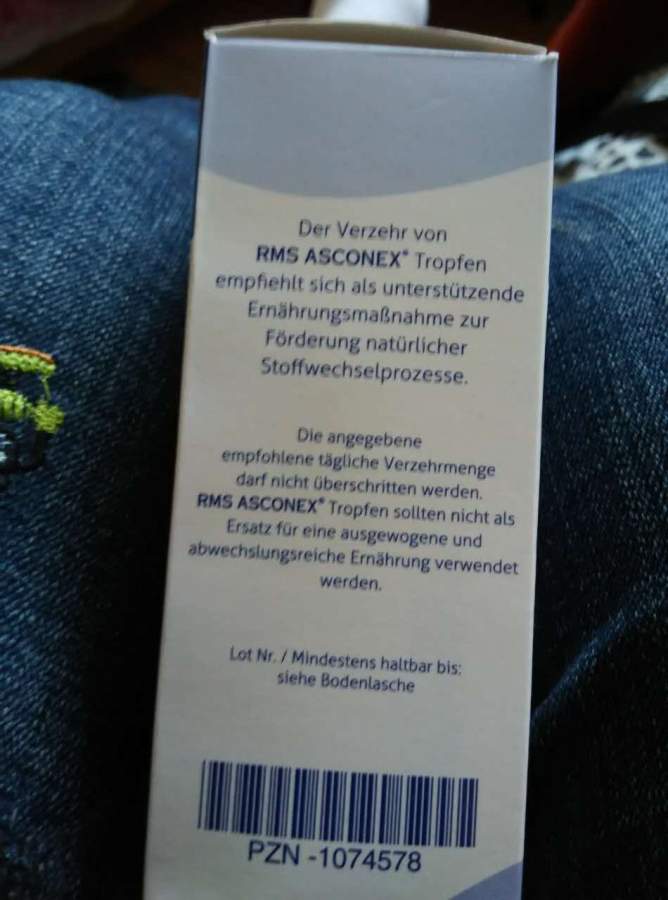 Der Verzehr von
RMS ASCONEX® Tropfen
empfiehlt sich als unterstützende
Ernährungsmaßnahme zur
Förderung natürlicher
Stoffwechselprozesse.
Die angegebene
empfohlene tägliche Verzehrmenge
darf nicht überschritten werden.
RMS ASCONEX® Tropfen sollten nicht als
Ersatz für eine ausgewogene und
abwechslungsreiche Ernährung verwendet
werden.
Lot Nr. / Mindestens haltbar bis:
siehe Bodenlasche
PZN -1074578